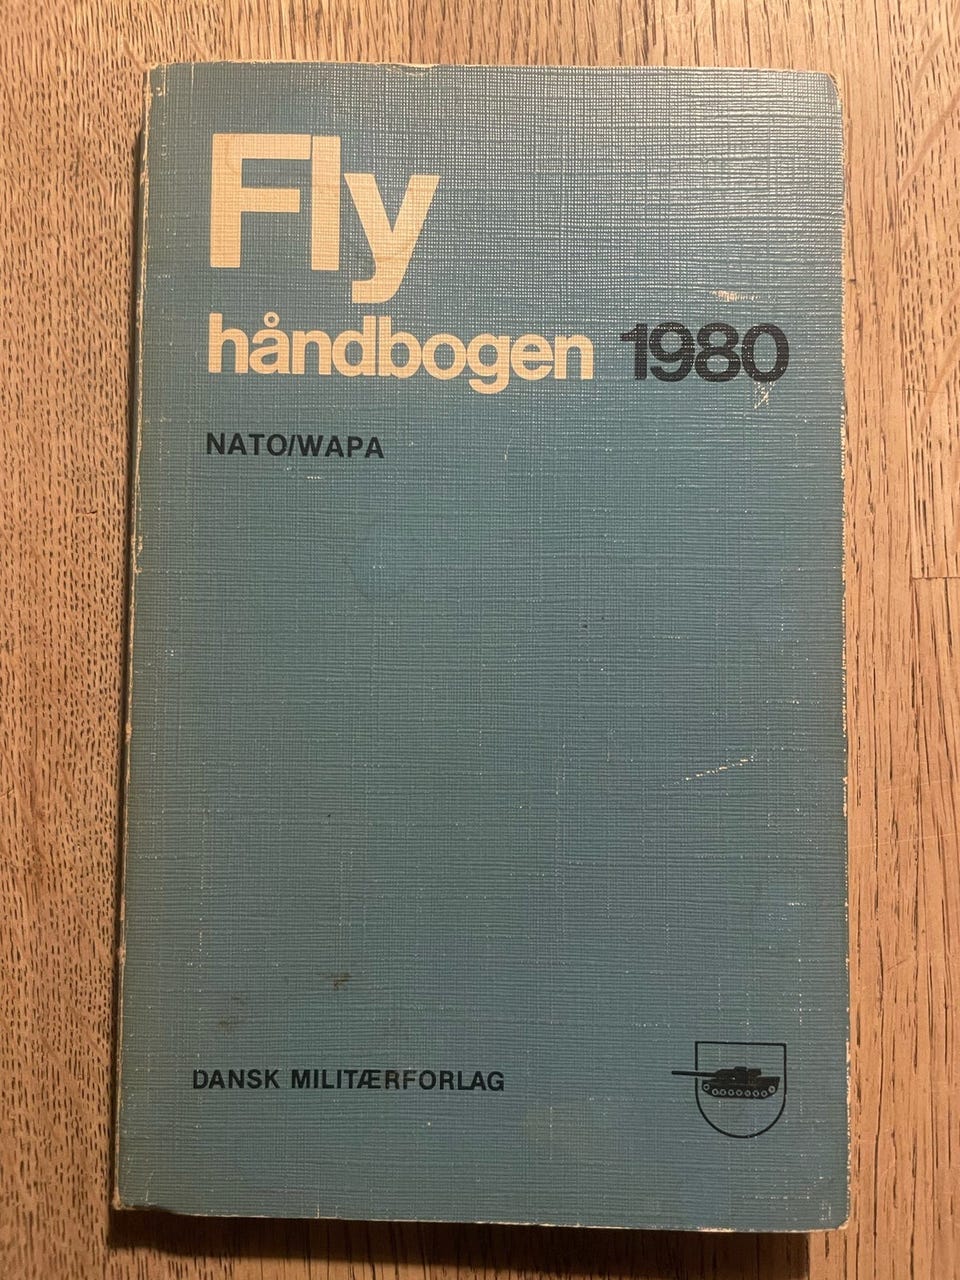 Fly
håndbogen 1980
NATO/WAPA
DANSK MILITÆRFORLAG